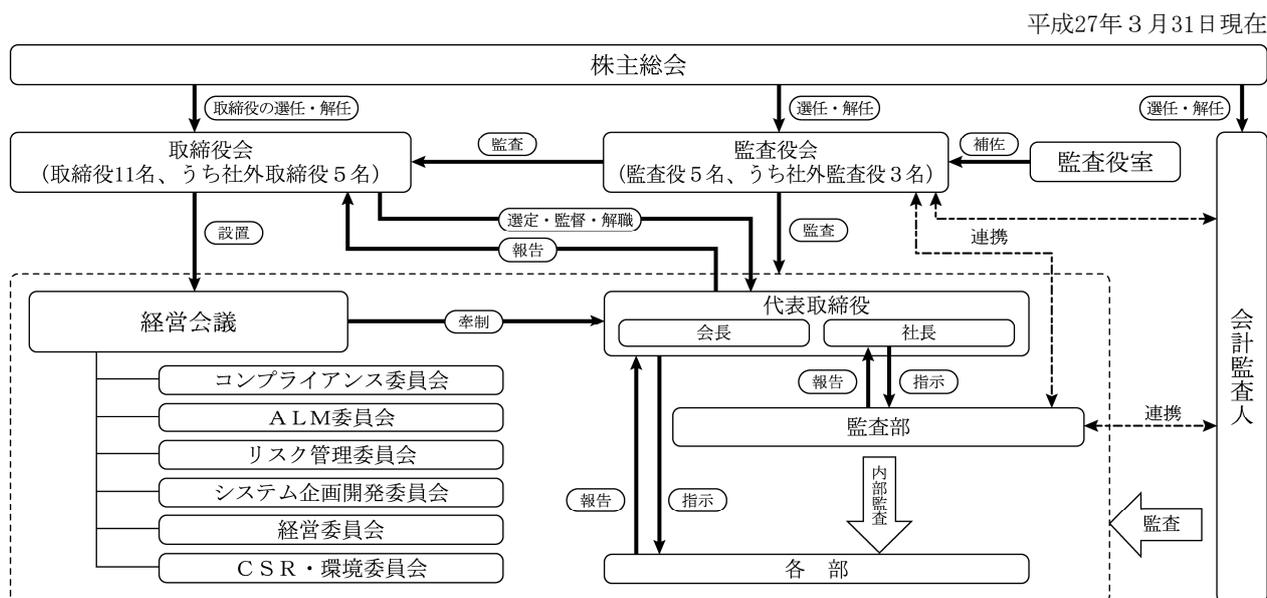 平成27年３月31日現在
株主総会
取締役の選任・解任
選任・解任
選任・解任
取締役会
（取締役11名、うち社外取締役５名）
監査
監査役会
（監査役５名、うち社外監査役３名）
補佐
監査役室
設置
選定・監督・解職
報告
監査
連携
経営会議
牽制
代表取締役
会長
社長
会計監査人
コンプライアンス委員会
ＡＬＭ委員会
リスク管理委員会
システム企画開発委員会
経営委員会
ＣＳＲ・環境委員会
報告
指示
監査部
連携
報告
指示
内部監査
監査
各　部